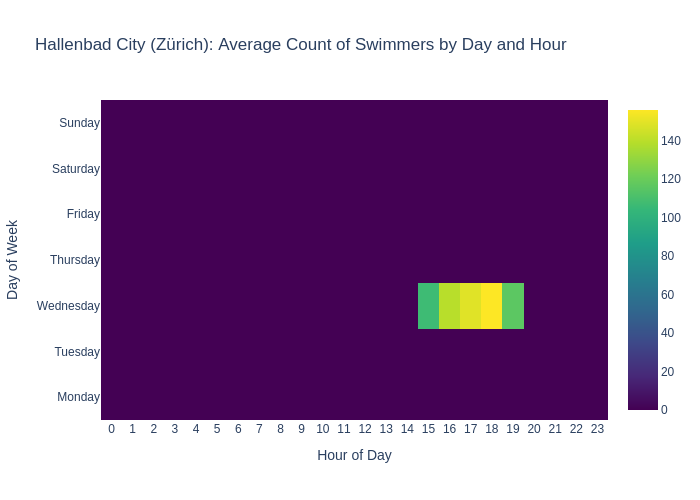 Hallenbad City (Zürich): Average Count of Swimmers by Day and Hour
Day of Week
Sunday
Saturday
Friday
Thursday
Wednesday
Tuesday
Monday
0 1 2 3 4 5 6 7 8 9 10 11 12 13 14 15 16 17 18 19 20 21 22 23
Hour of Day
140
120
100
80
60
40
20
0